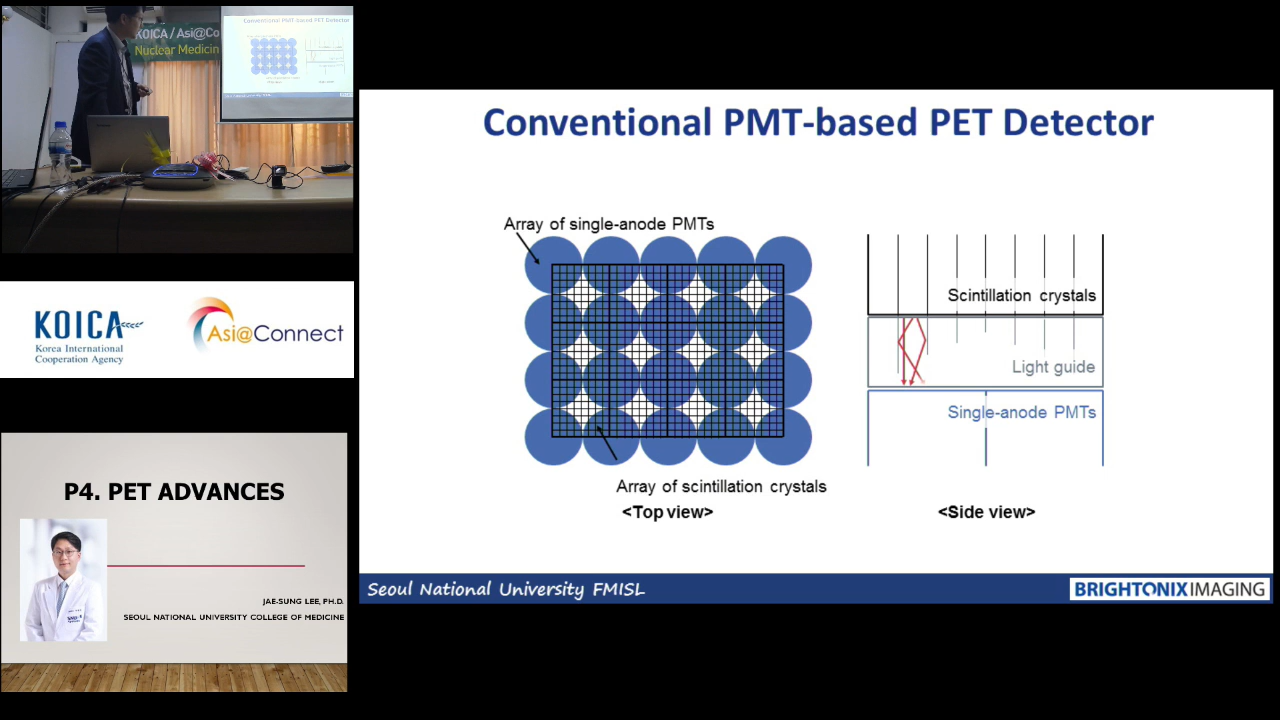 KOICA / Asi@Co
Nuclear Medicin
Conventional PMT-based PET Detector
KOICA
Korea International
Cooperation Agency
Asi@Connect
P4. PET ADVANCES
JAE-SUNG LEE, PH.D.
SEOUL NATIONAL UNIVERSITY COLLEGE OF MEDICINE
Conventional PMT-based PET Detector
Array of single-anode PMTs
Scintillation crystals
Light guide
Single-anode PMTs
Array of scintillation crystals
<Top view>
<Side view>
Seoul National University FMISL
BRIGHTONIX IMAGING